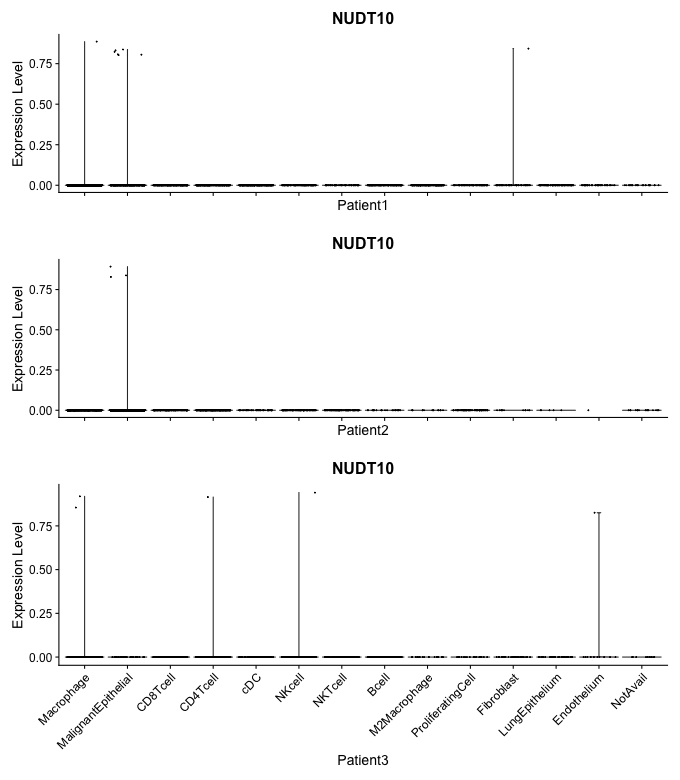 NUDT10
Expression Level
0.75
0.50
0.25
0.00
Patient1
NUDT10
Expression Level
0.75
0.50
0.25
0.00
Patient2
NUDT10
Expression Level
0.75
0.50
0.25
0.00
Macrophage
MalignantEpithelial
CD8Tcell
CD4Tcell
cDC
NKcell
NKTcell
Bcell
M2Macrophage
ProliferatingCell
Fibroblast
LungEpithelium
Endothelium
NotAvail
Patient3